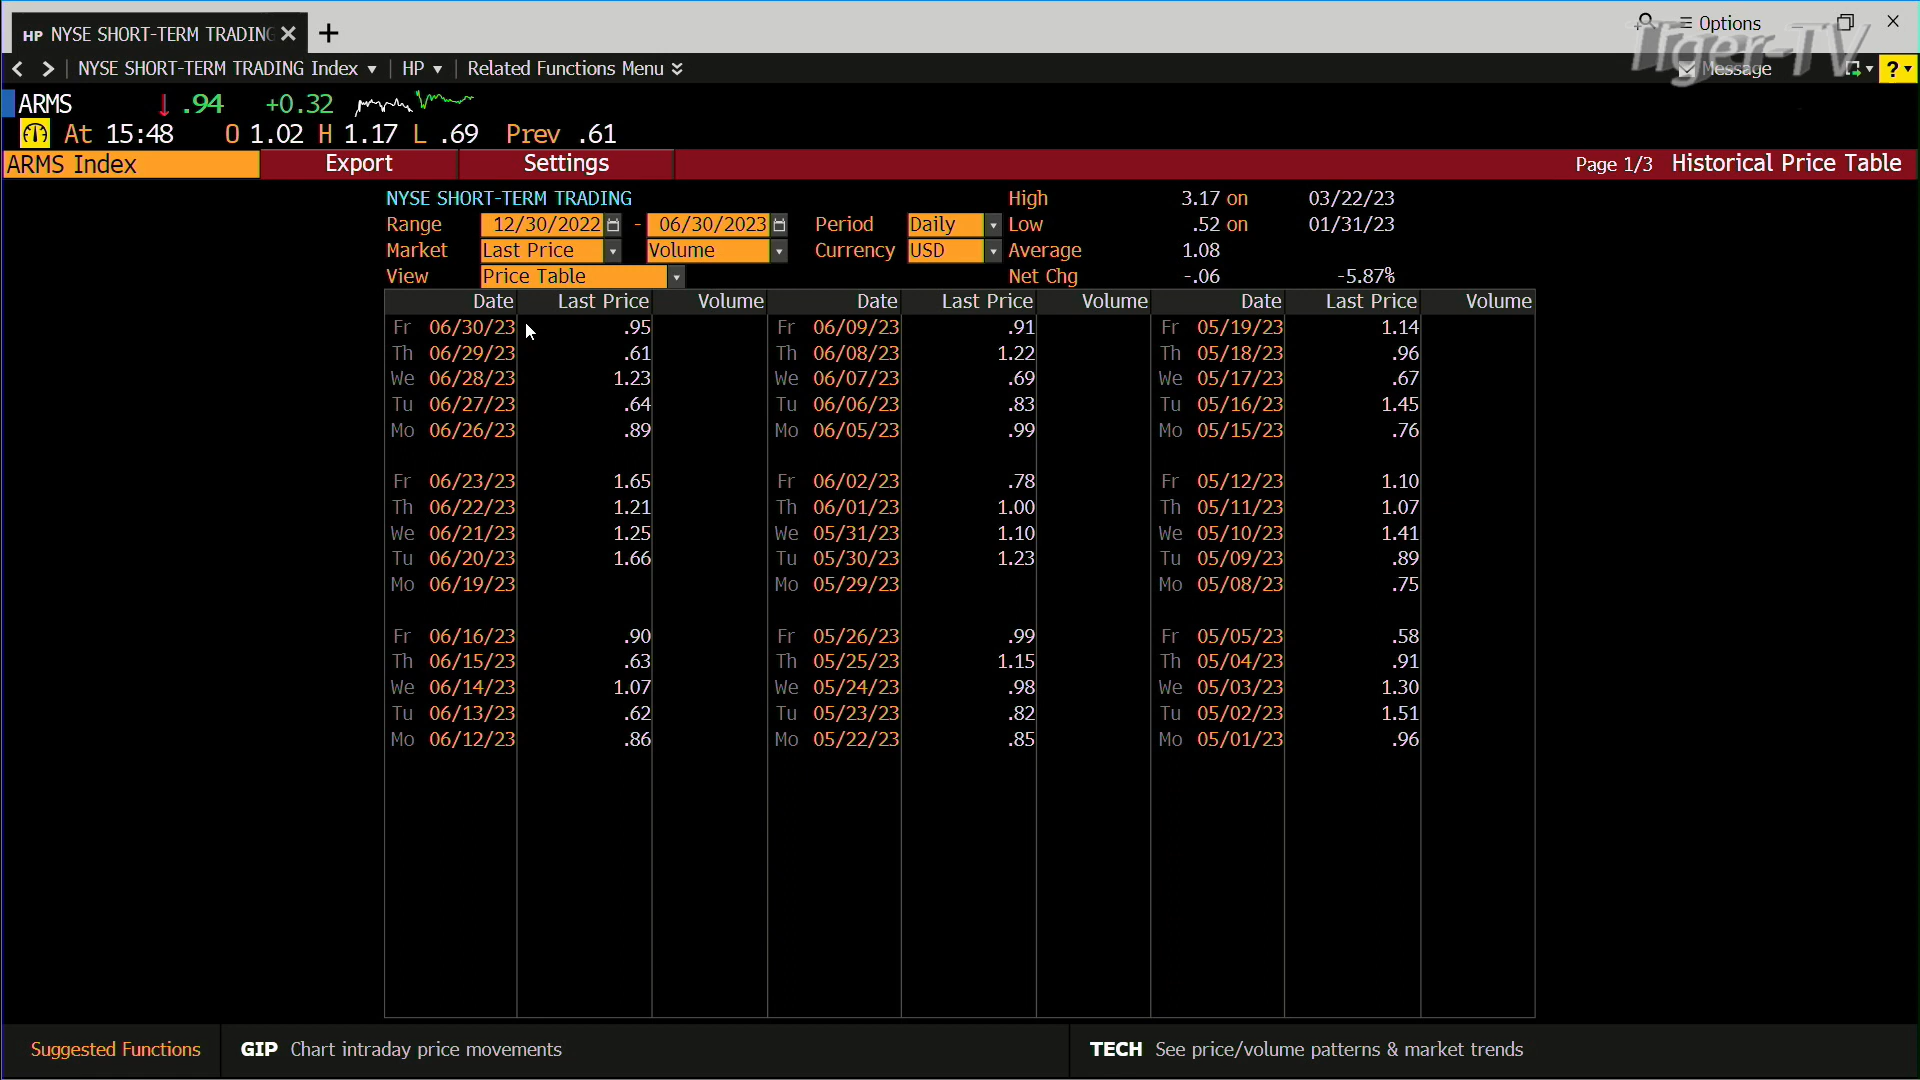 HP NYSE SHORT-TERM TRADING
Options
Tiger-TV
NYSE SHORT-TERM TRADING Index HP Related Functions Menu
Message ?
ARMS ↓ .94 +0.32
At 15:48 O 1.02 H 1.17 L .69 Prev .61
ARMS Index Export Settings Page 1/3 Historical Price Table
NYSE SHORT-TERM TRADING High 3.17 on 03/22/23
Range 12/30/2022 - 06/30/2023 Period Daily Low .52 on 01/31/23
Market Last Price Volume Currency USD Average 1.08
View Price Table Net Chg -.06 -5.87%
Date Last Price Volume Date Last Price Volume Date Last Price Volume
Fr 06/30/23 .95 Fr 06/09/23 .91 Fr 05/19/23 1.14
Th 06/29/23 .61 Th 06/08/23 1.22 Th 05/18/23 .96
We 06/28/23 1.23 We 06/07/23 .69 We 05/17/23 .67
Tu 06/27/23 .64 Tu 06/06/23 .83 Tu 05/16/23 1.45
Mo 06/26/23 .89 Mo 06/05/23 .99 Mo 05/15/23 .76
Fr 06/23/23 1.65 Fr 06/02/23 .78 Fr 05/12/23 1.10
Th 06/22/23 1.21 Th 06/01/23 1.00 Th 05/11/23 1.07
We 06/21/23 1.25 We 05/31/23 1.10 We 05/10/23 1.41
Tu 06/20/23 1.66 Tu 05/30/23 1.23 Tu 05/09/23 .89
Mo 06/19/23 Mo 05/29/23 Mo 05/08/23 .75
Fr 06/16/23 .90 Fr 05/26/23 .99 Fr 05/05/23 .58
Th 06/15/23 .63 Th 05/25/23 1.15 Th 05/04/23 .91
We 06/14/23 1.07 We 05/24/23 .98 We 05/03/23 1.30
Tu 06/13/23 .62 Tu 05/23/23 .82 Tu 05/02/23 1.51
Mo 06/12/23 .86 Mo 05/22/23 .85 Mo 05/01/23 .96
Suggested Functions GIP Chart intraday price movements TECH See price/volume patterns & market trends